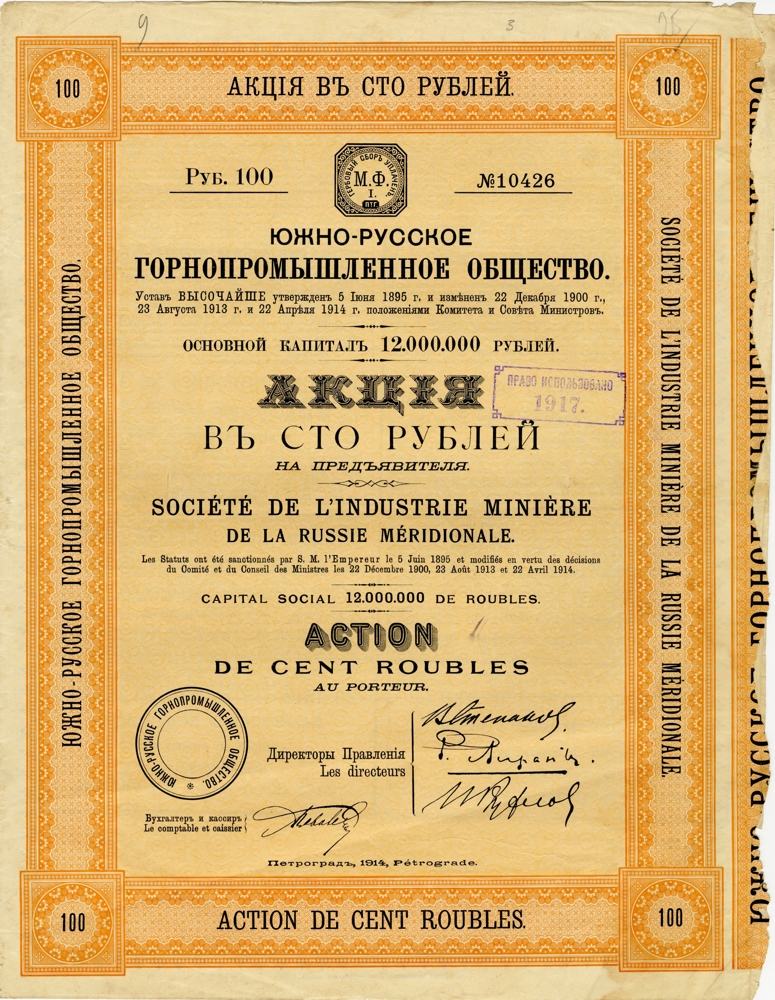 9 3
100
АКЦІЯ ВЪ СТО РУБЛЕЙ.
100
РУБ. 100
ГЕРБОВЫЙ СБОРЪ УПЛАЧЕНЪ.
М.Ф.
I.
ПТГ.
№10426
ЮЖНО-РУССКОЕ
ГОРНОПРОМЫШЛЕННОЕ ОБЩЕСТВО.
Уставъ ВЫСОЧАЙШЕ утвержденъ 5 Іюня 1895 г. и измѣненъ 22 Декабря 1900 г.,
23 Августа 1913 г. и 22 Апрѣля 1914 г. положеніями Комитета и Совѣта Министровъ.
ОСНОВНОЙ КАПИТАЛЪ 12.000.000 РУБЛЕЙ.
АКЦІЯ
ПРАВО ИСПОЛЬЗОВАНО
1917.
ВЪ СТО РУБЛЕЙ
НА ПРЕДЪЯВИТЕЛЯ.
SOCIÉTÉ DE L'INDUSTRIE MINIÈRE
DE LA RUSSIE MÉRIDIONALE.
Les Statuts ont été sanctionnés par S. M. l'Empereur le 5 Juin 1895 et modifiés en vertu des décisions
du Comité et du Conseil des Ministres les 22 Décembre 1900, 23 Août 1913 et 22 Avril 1914.
CAPITAL SOCIAL 12.000.000 DE ROUBLES.
ACTION
DE CENT ROUBLES
AU PORTEUR.
ЮЖНО-РУССКОЕ ГОРНОПРОМЫШЛЕННОЕ ОБЩЕСТВО.
Директоры Правленія
Les directeurs
Бухгалтеръ и кассиръ
Le comptable et caissier
Петроградъ, 1914, Pétrograde.
100
ACTION DE CENT ROUBLES.
100
ЮЖНО-РУССКОЕ ГОРНОПРОМЫШЛЕННОЕ ОБЩЕСТВО.
SOCIÉTÉ DE L'INDUSTRIE MINIÈRE DE LA RUSSIE MÉRIDIONALE.